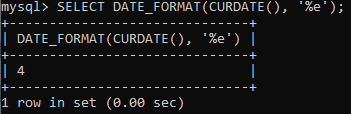 mysql> SELECT DATE_FORMAT(CURDATE(), '%e');
+------------------------------+
| DATE_FORMAT(CURDATE(), '%e') |
+------------------------------+
| 4                            |
+------------------------------+
1 row in set (0.00 sec)